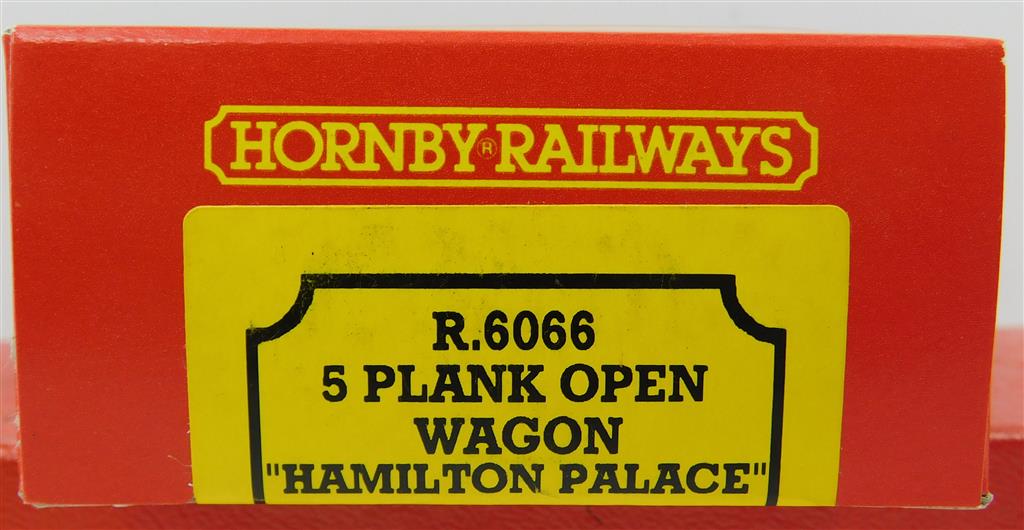 HORNBY® RAILWAYS
R.6066
5 PLANK OPEN
WAGON
"HAMILTON PALACE"